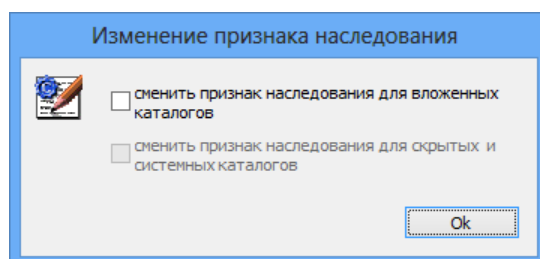 Изменение признака наследования
сменить признак наследования для вложенных
каталогов
сменить признак наследования для скрытых и
системных каталогов
Ok